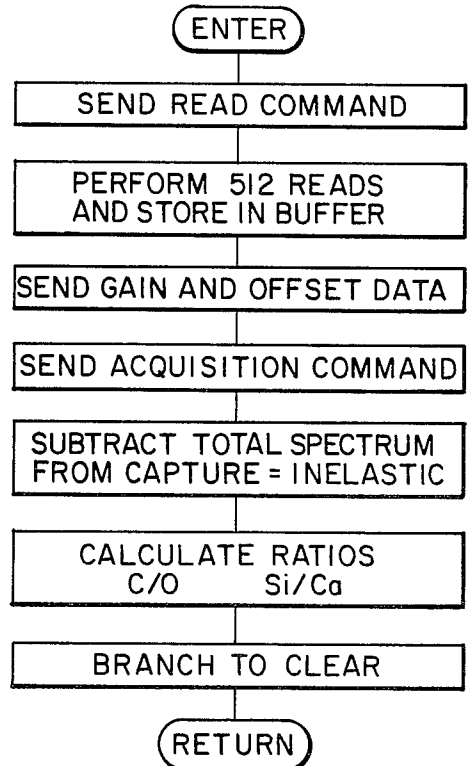 ENTER
SEND READ COMMAND
PERFORM 512 READS
AND STORE IN BUFFER
SEND GAIN AND OFFSET DATA
SEND ACQUISITION COMMAND
SUBTRACT TOTAL SPECTRUM
FROM CAPTURE = INELASTIC
CALCULATE RATIOS
C/O Si/Ca
BRANCH TO CLEAR
RETURN